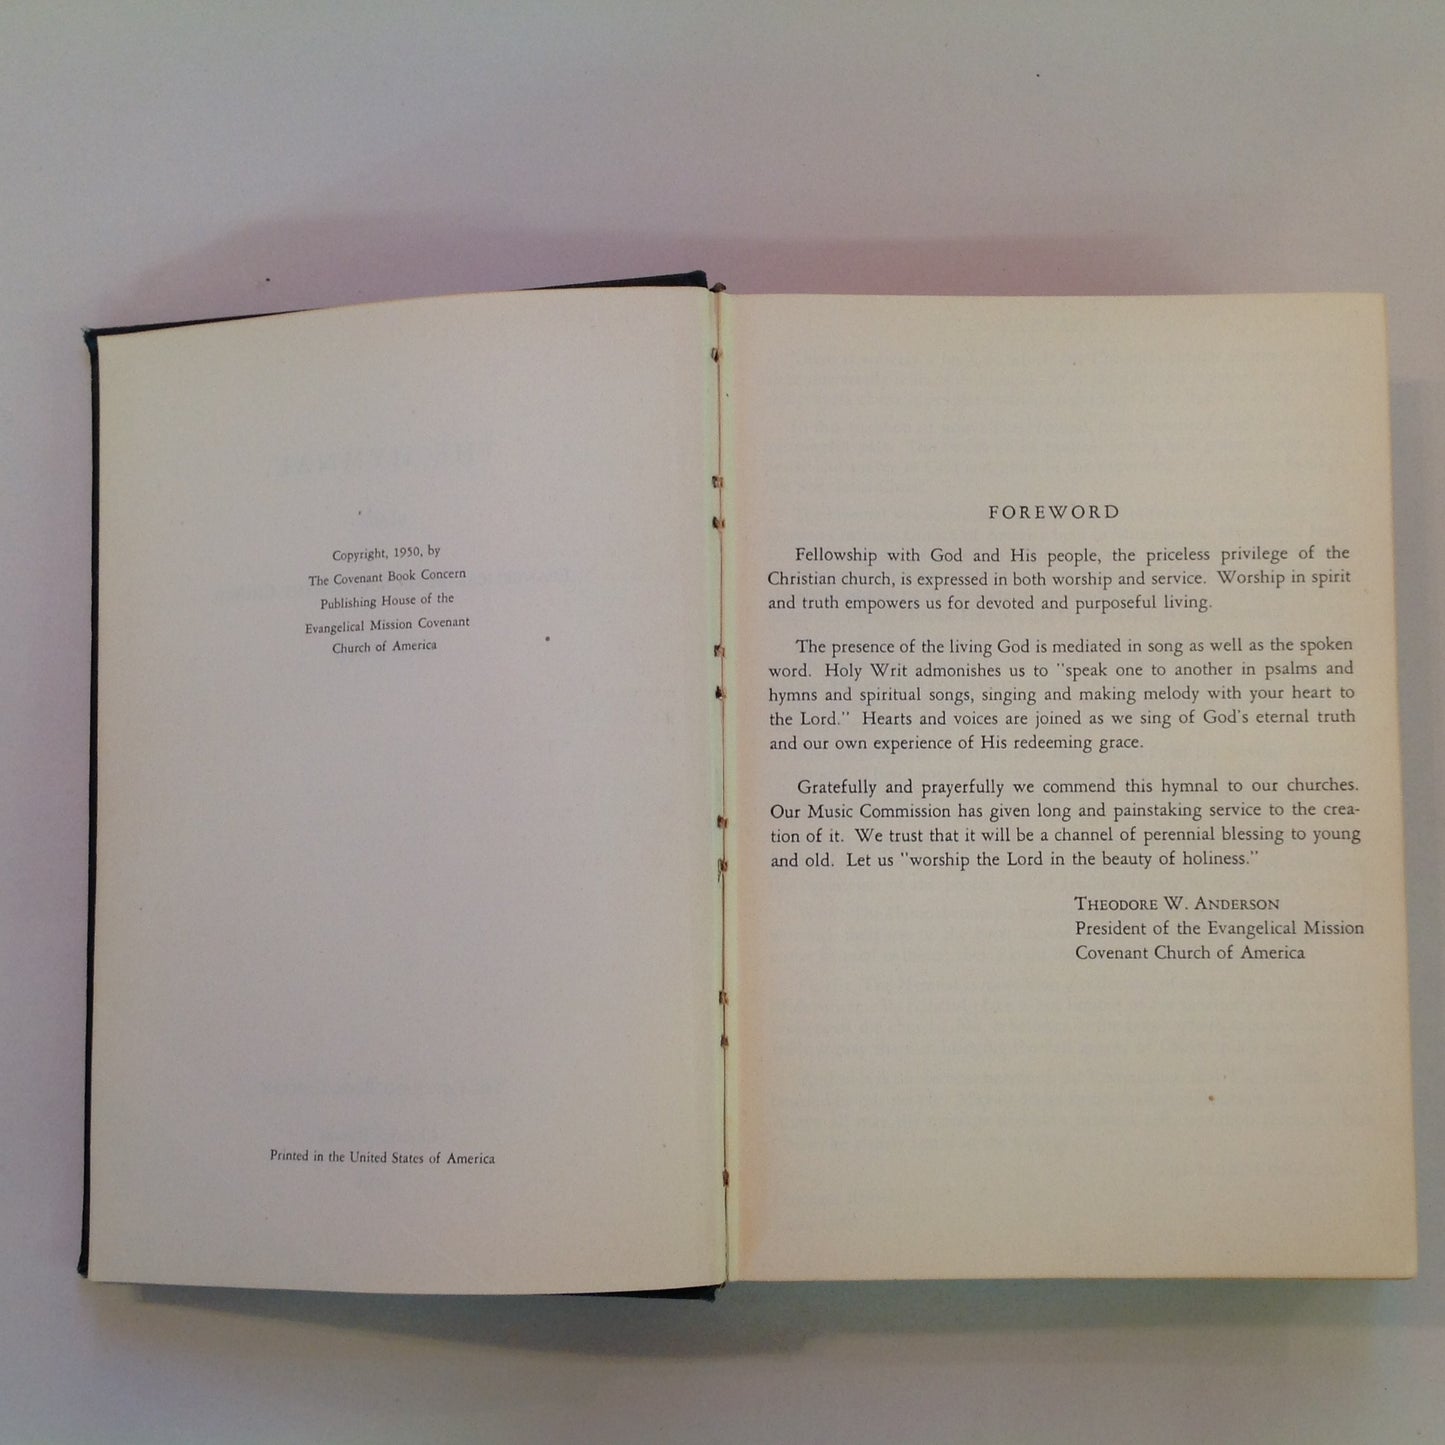 Copyright, 1950, by
The Covenant Book Concern
Publishing House of the
Evangelical Mission Covenant
Church of America
Printed in the United States of America
FOREWORD
Fellowship with God and His people, the priceless privilege of the
Christian church, is expressed in both worship and service. Worship in spirit
and truth empowers us for devoted and purposeful living.
The presence of the living God is mediated in song as well as the spoken
word. Holy Writ admonishes us to "speak one to another in psalms and
hymns and spiritual songs, singing and making melody with your heart to
the Lord." Hearts and voices are joined as we sing of God's eternal truth
and our own experience of His redeeming grace.
Gratefully and prayerfully we commend this hymnal to our churches.
Our Music Commission has given long and painstaking service to the crea-
tion of it. We trust that it will be a channel of perennial blessing to young
and old. Let us "worship the Lord in the beauty of holiness."
THEODORE W. ANDERSON
President of the Evangelical Mission
Covenant Church of America